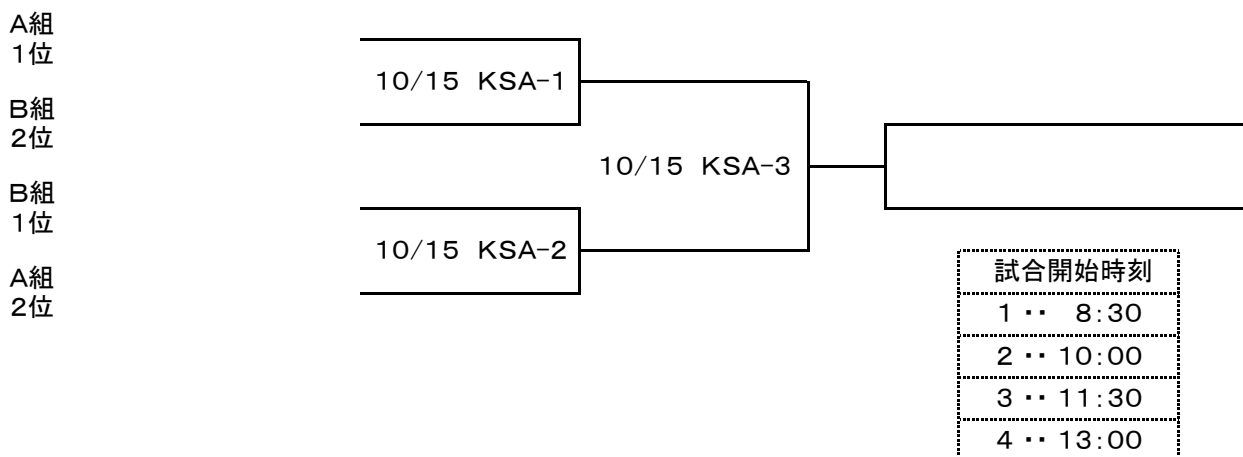 A組
1位
10/15 KSA-1
B組
2位
10/15 KSA-3
B組
1位
10/15 KSA-2
A組
2位
試合開始時刻
1 ・・ 8:30
2 ・・ 10:00
3 ・・ 11:30
4 ・・ 13:00